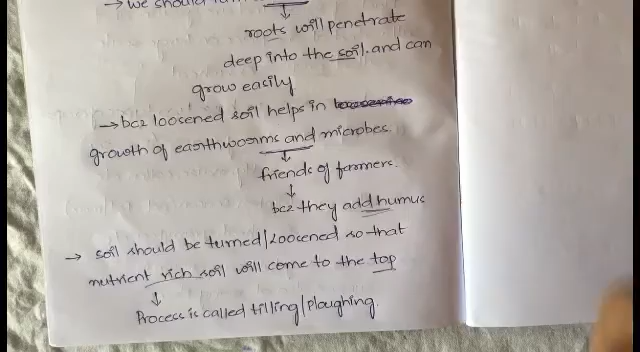 → we should
↓
roots will penetrate
deep into the soil. and can
grow easily
→ bcz loosened soil helps in
growth of earthworms and microbes.
↓
friends of farmers.
↓
bcz they add humus
→ soil should be turned/loosened so that
nutrient rich soil will come to the top
↓
Process is called tilling/ploughing.